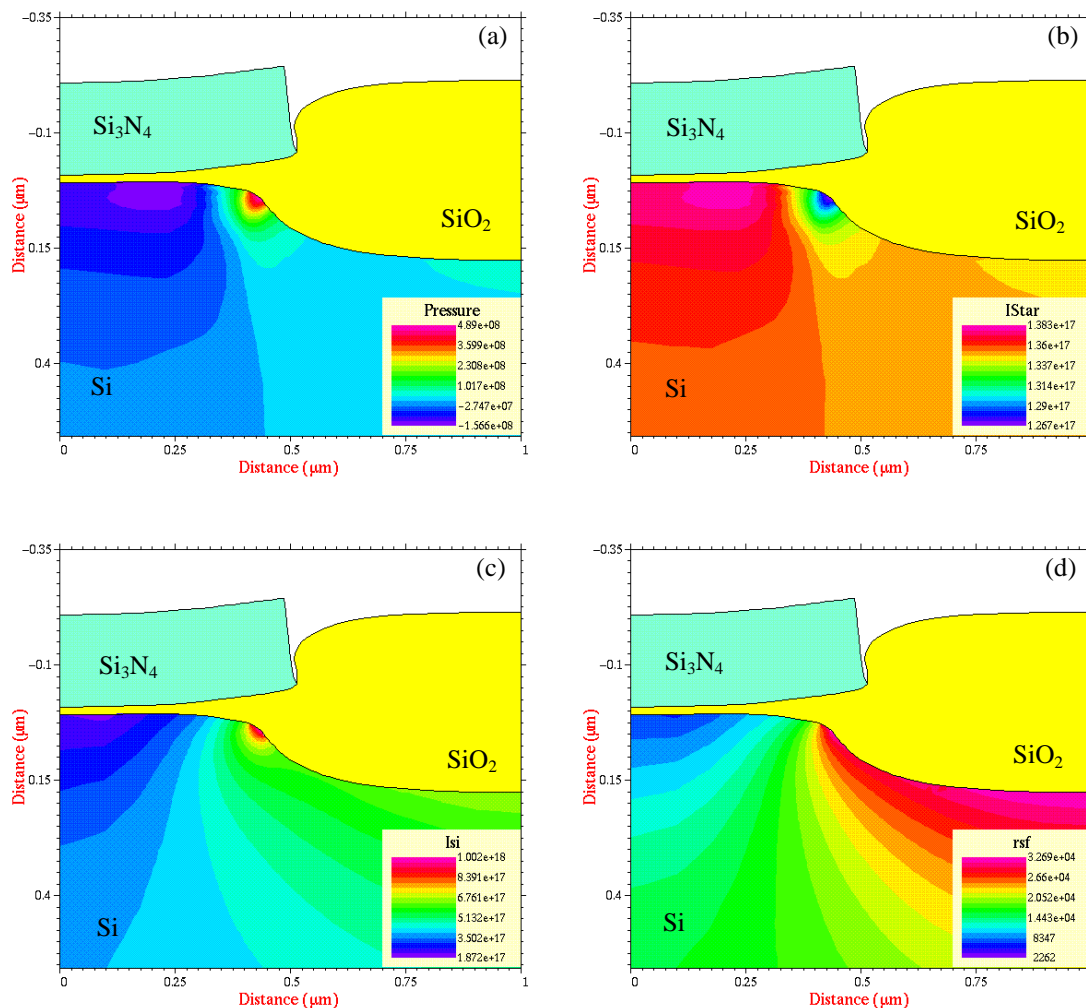 (a)
-0.35
-0.1
0.15
0.4
Distance (μm)
Si₃N₄
SiO₂
Si
Pressure
4.89e+08
3.599e+08
2.308e+08
1.017e+08
-2.747e+07
-1.566e+08
0 0.25 0.5 0.75 1
Distance (μm)
(b)
-0.35
-0.1
0.15
0.4
Distance (μm)
Si₃N₄
SiO₂
Si
IStar
1.383e+17
1.36e+17
1.337e+17
1.314e+17
1.29e+17
1.267e+17
0 0.25 0.5 0.75
Distance (μm)
(c)
-0.35
-0.1
0.15
0.4
Distance (μm)
Si₃N₄
SiO₂
Si
Isi
1.002e+18
8.391e+17
6.761e+17
5.132e+17
3.502e+17
1.872e+17
0 0.25 0.5 0.75 1
Distance (μm)
(d)
-0.35
-0.1
0.15
0.4
Distance (μm)
Si₃N₄
SiO₂
Si
rsf
3.269e+04
2.66e+04
2.052e+04
1.443e+04
8347
2262
0 0.25 0.5 0.75
Distance (μm)